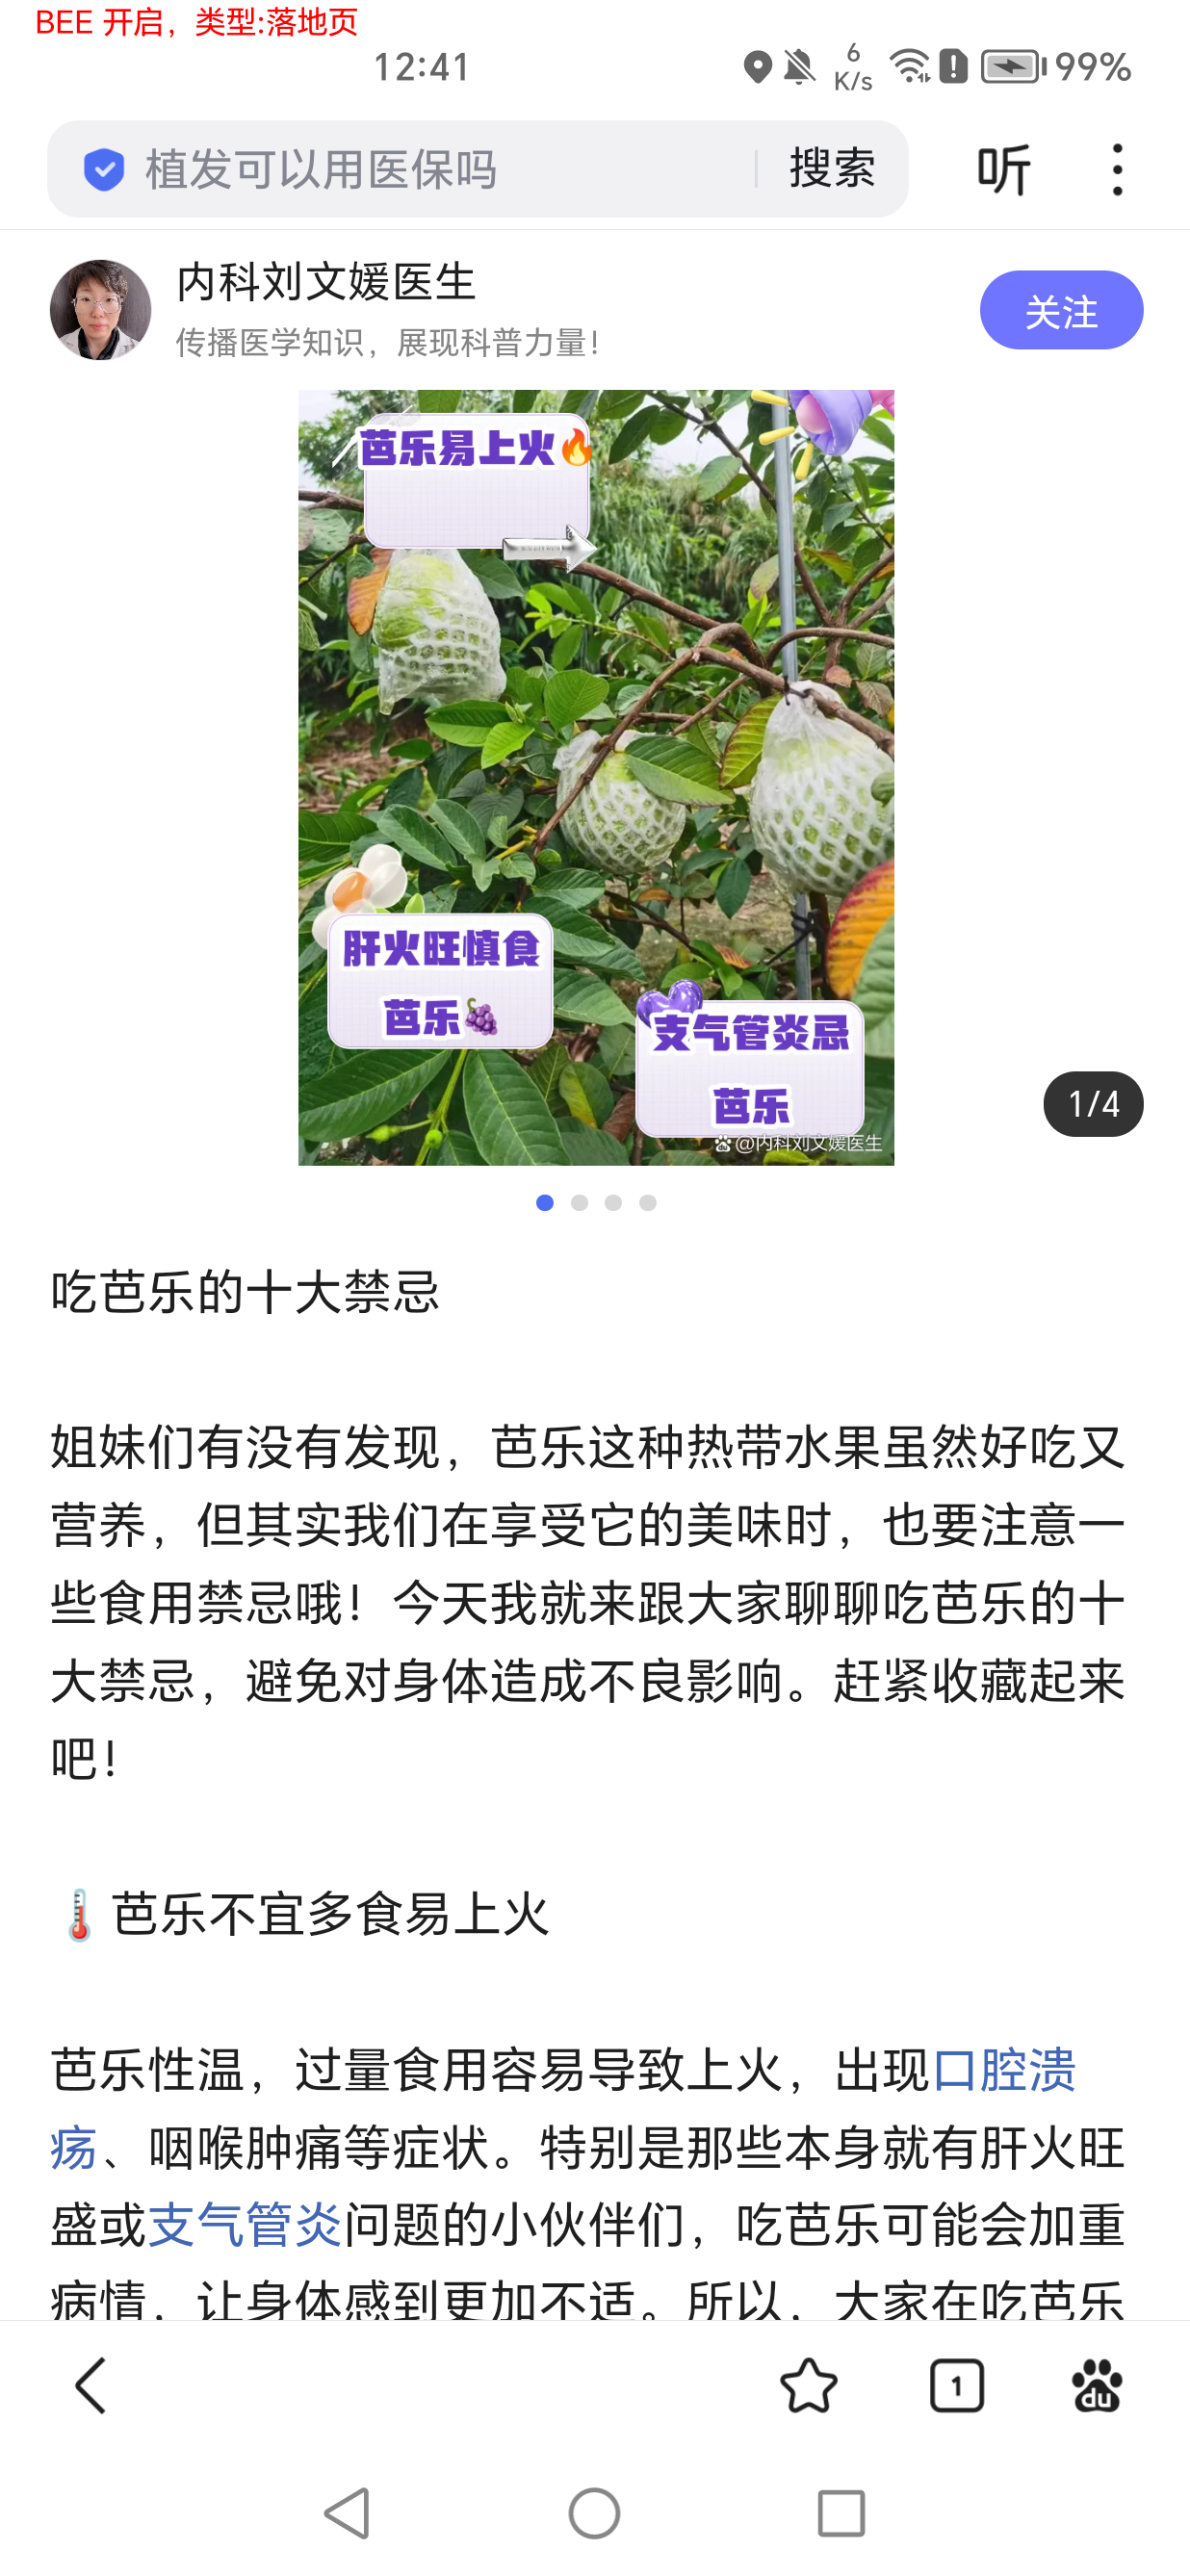 BEE 开启，类型:落地页
12:41
6
K/s
99%
植发可以用医保吗
搜索
听
内科刘文媛医生
传播医学知识，展现科普力量！
关注
芭乐易上火🔥
肝火旺慎食
芭乐🍇
支气管炎忌
芭乐
du @内科刘文媛医生
1/4
吃芭乐的十大禁忌
姐妹们有没有发现，芭乐这种热带水果虽然好吃又
营养，但其实我们在享受它的美味时，也要注意一
些食用禁忌哦！今天我就来跟大家聊聊吃芭乐的十
大禁忌，避免对身体造成不良影响。赶紧收藏起来
吧！
🌡️芭乐不宜多食易上火
芭乐性温，过量食用容易导致上火，出现口腔溃
疡、咽喉肿痛等症状。特别是那些本身就有肝火旺
盛或支气管炎问题的小伙伴们，吃芭乐可能会加重
病情，让身体感到更加不适。所以，大家在吃芭乐
1
du